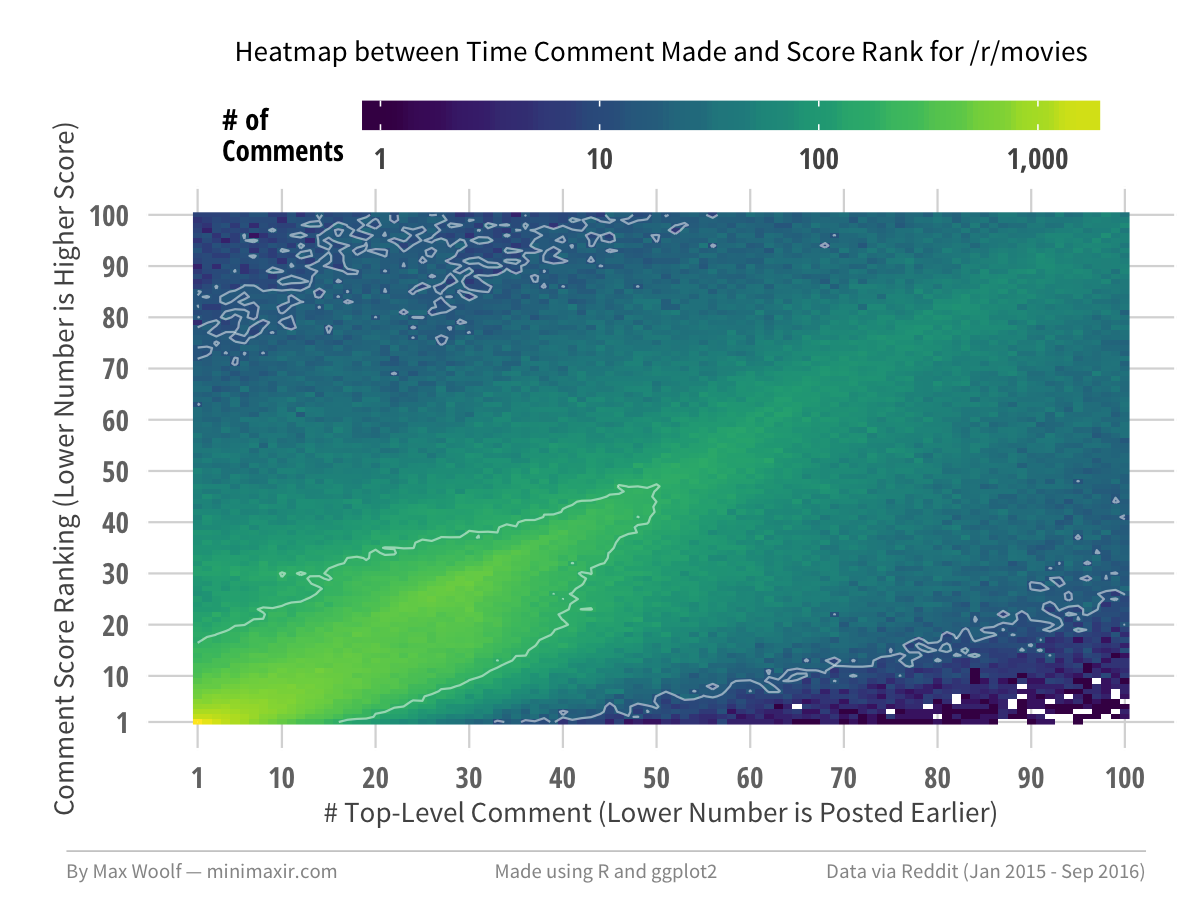 Heatmap between Time Comment Made and Score Rank for /r/movies
# of
Comments
1 10 100 1,000
Comment Score Ranking (Lower Number is Higher Score)
100
90
80
70
60
50
40
30
20
10
1
1 10 20 30 40 50 60 70 80 90 100
# Top-Level Comment (Lower Number is Posted Earlier)
By Max Woolf — minimaxir.com Made using R and ggplot2 Data via Reddit (Jan 2015 - Sep 2016)